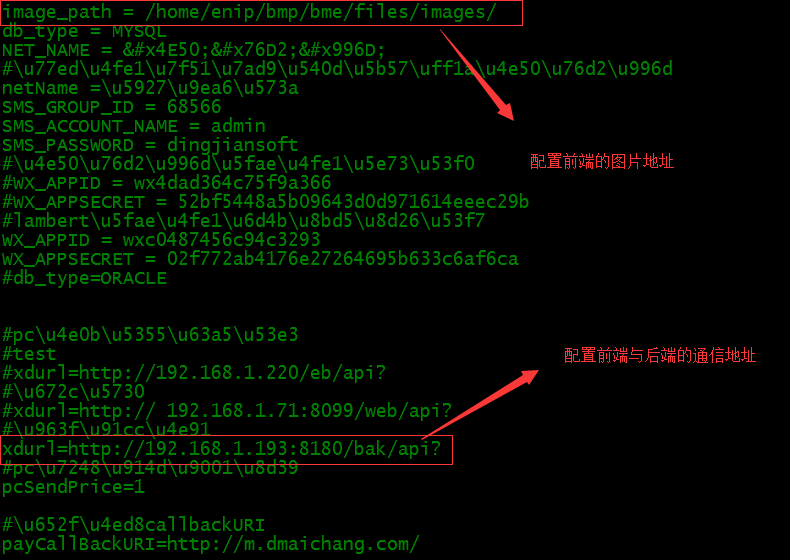 image_path = /home/enip/bmp/bme/files/images/
db_type = MYSQL
NET_NAME = &#x4E50;&#x76D2;&#x996D;
#\u77ed\u4fe1\u7f51\u7ad9\u540d\u5b57\uff1a\u4e50\u76d2\u996d
netName =\u5927\u9ea6\u573a
SMS_GROUP_ID = 68566
SMS_ACCOUNT_NAME = admin
SMS_PASSWORD = dingjiansoft
#\u4e50\u76d2\u996d\u5fae\u4fe1\u5e73\u53f0
配置前端的图片地址
#WX_APPID = wx4dad364c75f9a366
#WX_APPSECRET = 52bf5448a5b09643d0d971614eeec29b
#lambert\u5fae\u4fe1\u6d4b\u8bd5\u8d26\u53f7
WX_APPID = wxc0487456c94c3293
WX_APPSECRET = 02f772ab4176e27264695b633c6af6ca
#db_type=ORACLE
#pc\u4e0b\u5355\u63a5\u53e3
#test
配置前端与后端的通信地址
#xdurl=http://192.168.1.220/eb/api?
#\u672c\u5730
#xdurl=http:// 192.168.1.71:8099/web/api?
#\u963f\u91cc\u4e91
xdurl=http://192.168.1.193:8180/bak/api?
#pc\u7248\u914d\u9001\u8d39
pcSendPrice=1
#\u652f\u4ed8callbackURI
payCallBackURI=http://m.dmaichang.com/